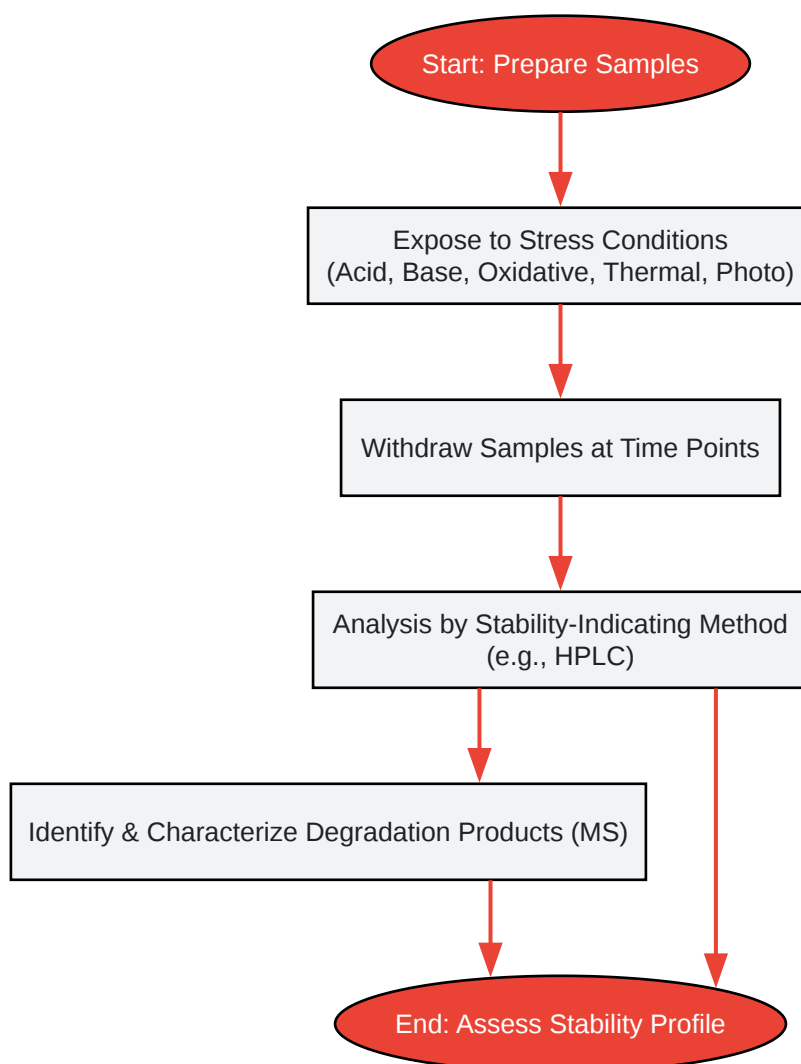 Start: Prepare Samples
Expose to Stress Conditions
(Acid, Base, Oxidative, Thermal, Photo)
Withdraw Samples at Time Points
Analysis by Stability-Indicating Method
(e.g., HPLC)
Identify & Characterize Degradation Products (MS)
End: Assess Stability Profile